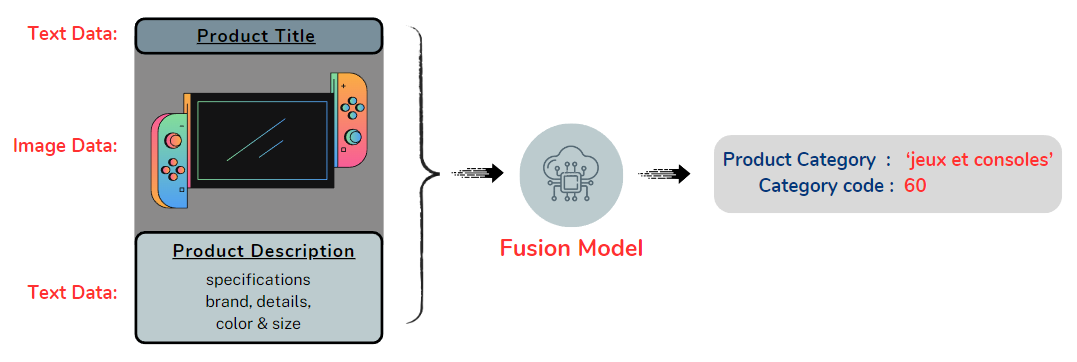 Text Data:
Product Title
Image Data:
Text Data:
Product Description
specifications
brand, details,
color & size
Fusion Model
Product Category : ‘jeux et consoles’
Category code : 60